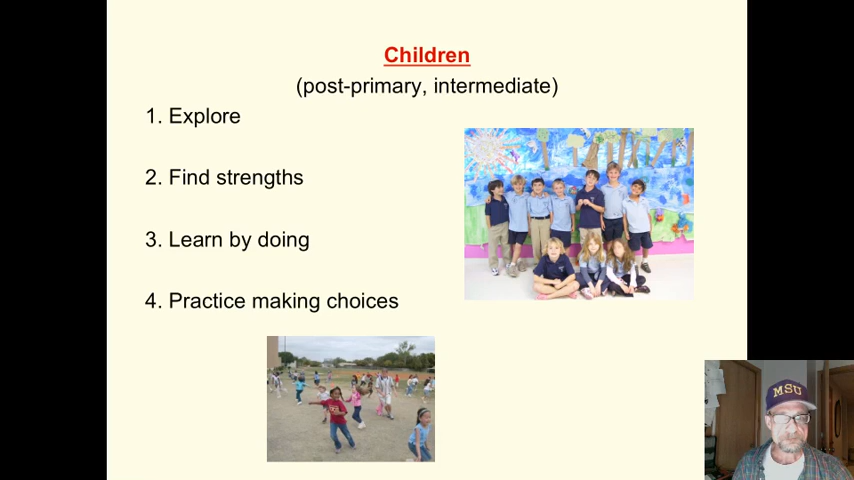 Children
(post-primary, intermediate)
1. Explore
2. Find strengths
3. Learn by doing
4. Practice making choices
MSU